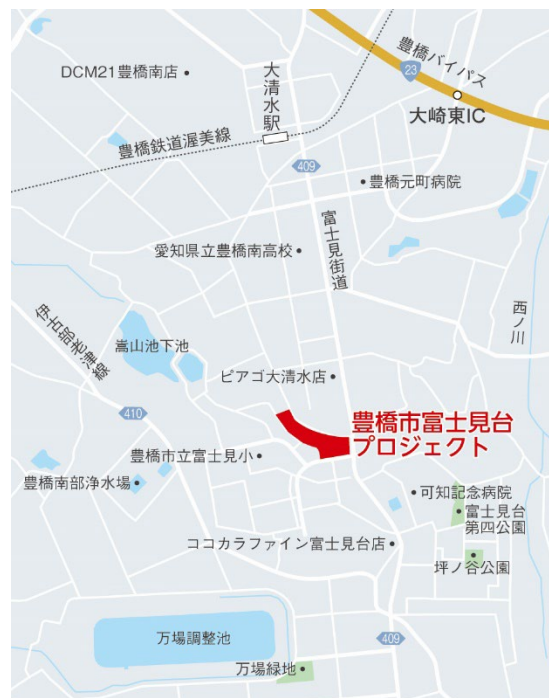 豊橋バイパス
23
DCM21豊橋南店
大清水駅
大崎東IC
豊橋鉄道渥美線
409
豊橋元町病院
富士見街道
愛知県立豊橋南高校
西ノ川
伊古部老津線
嵩山池下池
ピアゴ大清水店
410
豊橋市富士見台
プロジェクト
豊橋市立富士見小
豊橋南部浄水場
可知記念病院
富士見台
第四公園
ココカラファイン富士見台店
坪ノ谷公園
万場調整池
409
万場緑地